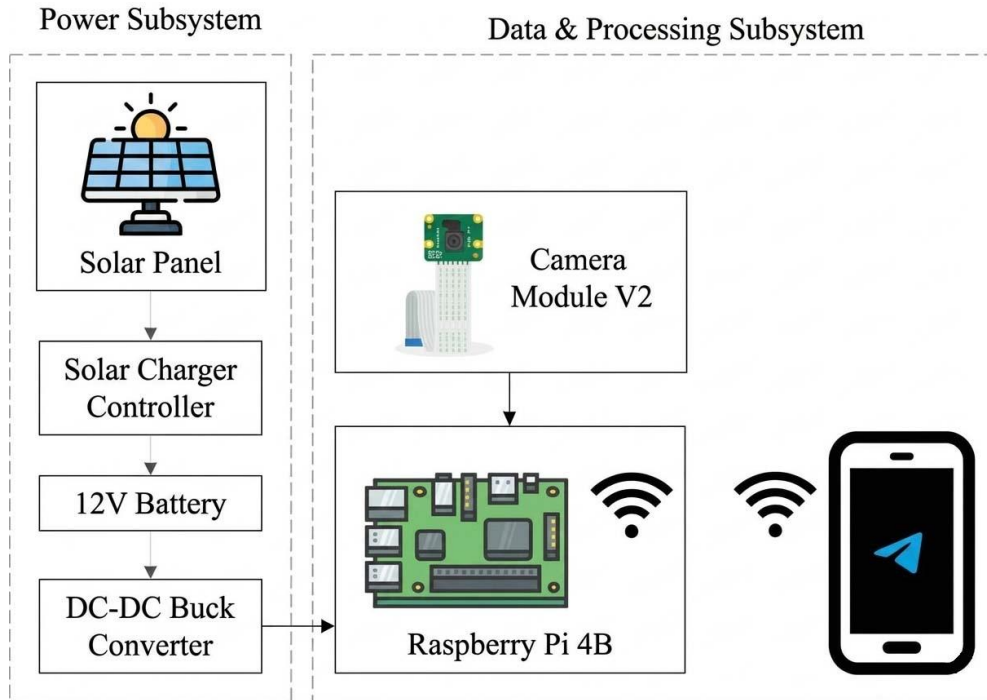 Power Subsystem
Data & Processing Subsystem
Solar Panel
Solar Charger
Controller
12V Battery
DC-DC Buck
Converter
Camera
Module V2
Raspberry Pi 4B